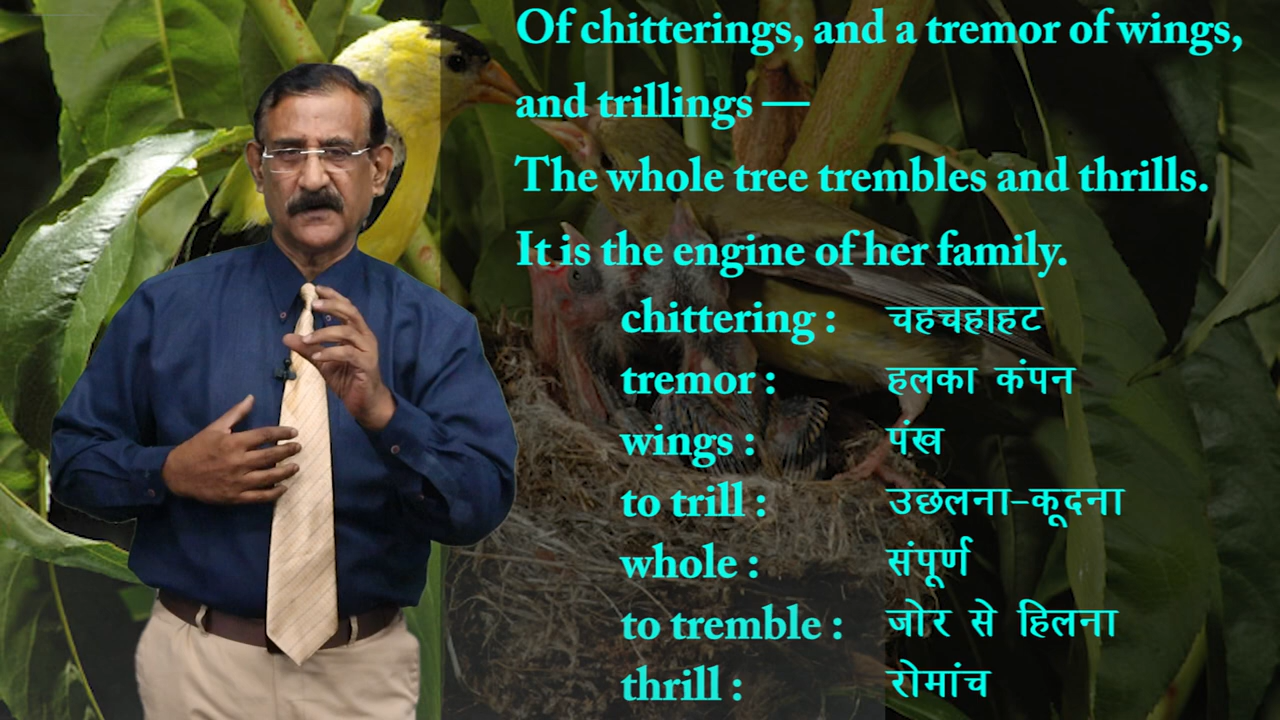 Of chitterings, and a tremor of wings,
and trillings —
The whole tree trembles and thrills.
It is the engine of her family.
chittering : चहचहाहट
tremor : हलका कंपन
wings : पंख
to trill : उछलना-कूदना
whole : संपूर्ण
to tremble : जोर से हिलना
thrill : रोमांच